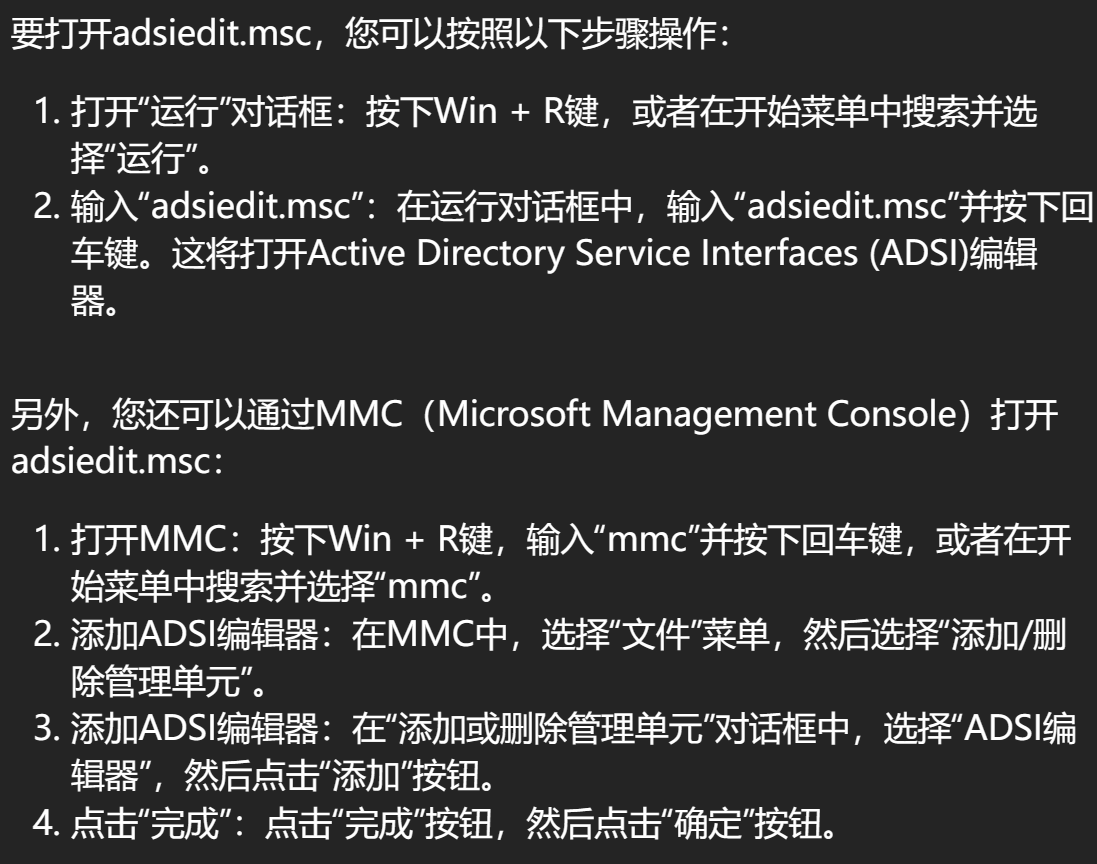 要打开adsiedit.msc，您可以按照以下步骤操作：
1. 打开“运行”对话框：按下Win + R键，或者在开始菜单中搜索并选
择“运行”。
2. 输入“adsiedit.msc”：在运行对话框中，输入“adsiedit.msc”并按下回
车键。这将打开Active Directory Service Interfaces (ADSI)编辑
器。
另外，您还可以通过MMC（Microsoft Management Console）打开
adsiedit.msc：
1. 打开MMC：按下Win + R键，输入“mmc”并按下回车键，或者在开
始菜单中搜索并选择“mmc”。
2. 添加ADSI编辑器：在MMC中，选择“文件”菜单，然后选择“添加/删
除管理单元”。
3. 添加ADSI编辑器：在“添加或删除管理单元”对话框中，选择“ADSI编
辑器”，然后点击“添加”按钮。
4. 点击“完成”：点击“完成”按钮，然后点击“确定”按钮。